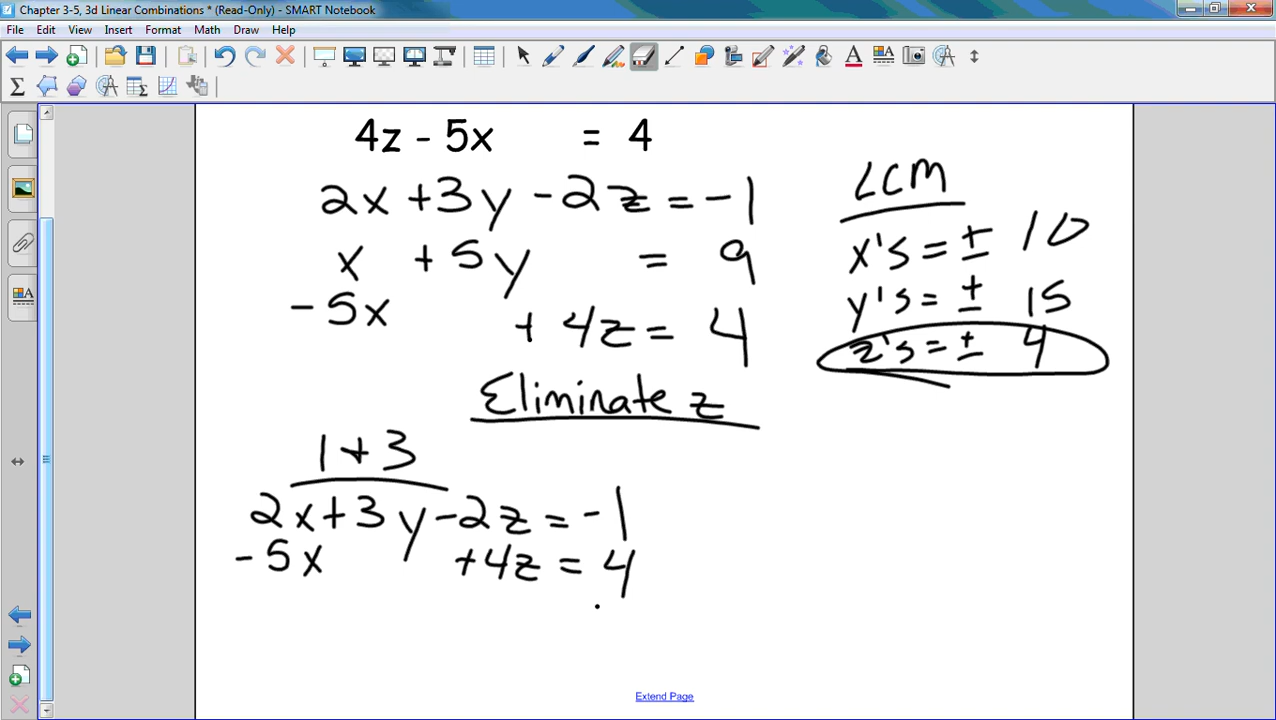 Chapter 3-5, 3d Linear Combinations * (Read-Only) - SMART Notebook
File Edit View Insert Format Math Draw Help
4z - 5x = 4
2x + 3y - 2z = -1
x + 5y = 9
-5x + 4z = 4
LCM
x's = ± 10
y's = ± 15
z's = ± 4
Eliminate z
1 + 3
2x + 3y - 2z = -1
-5x + 4z = 4
Extend Page